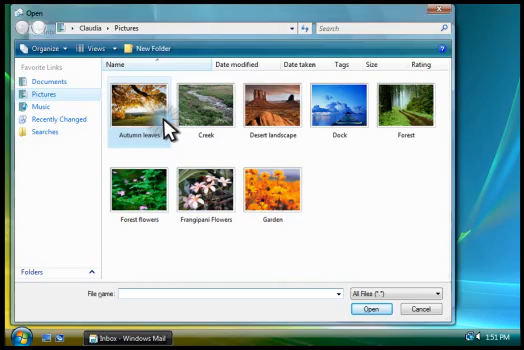 Open
Claudia ▸ Pictures
Search
Organize
Views
New Folder
Favorite Links
Documents
Pictures
Music
Recently Changed
Searches
Folders
Name
Date modified
Date taken
Tags
Size
Rating
Autumn leaves
Creek
Desert landscape
Dock
Forest
Forest flowers
Frangipani Flowers
Garden
File name:
All Files (*.*)
Open
Cancel
Inbox - Windows Mail
1:51 PM